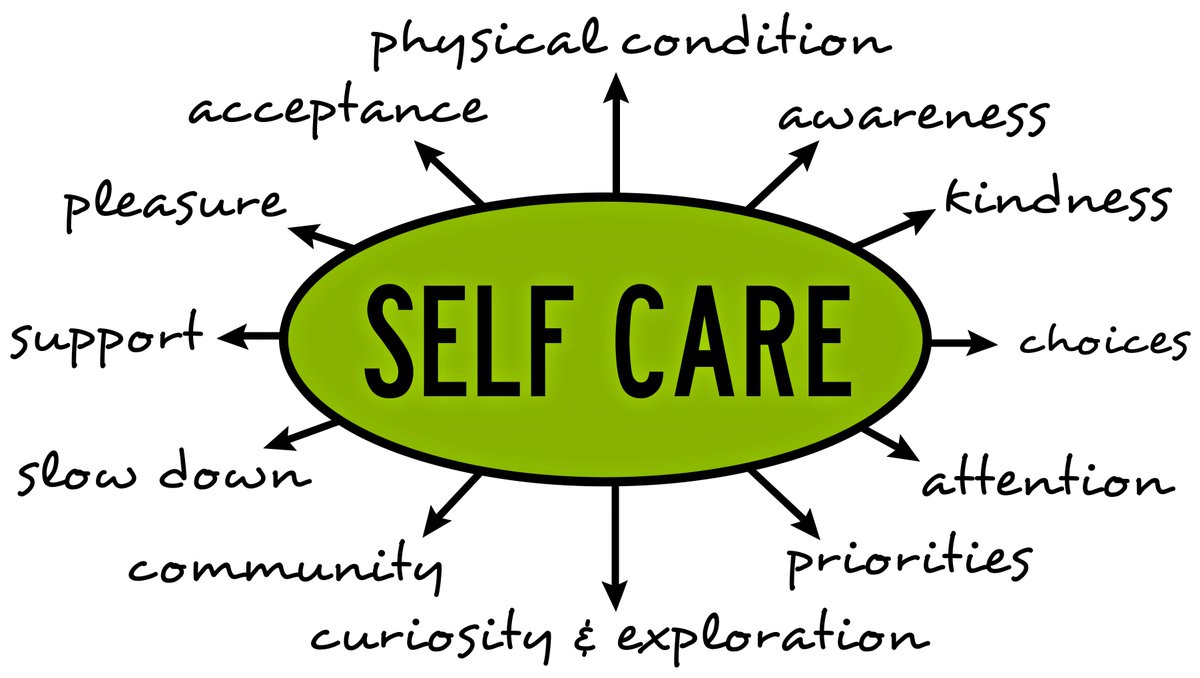 physical condition
acceptance
awareness
pleasure
kindness
SELF CARE
support
choices
slow down
attention
community
priorities
curiosity & exploration